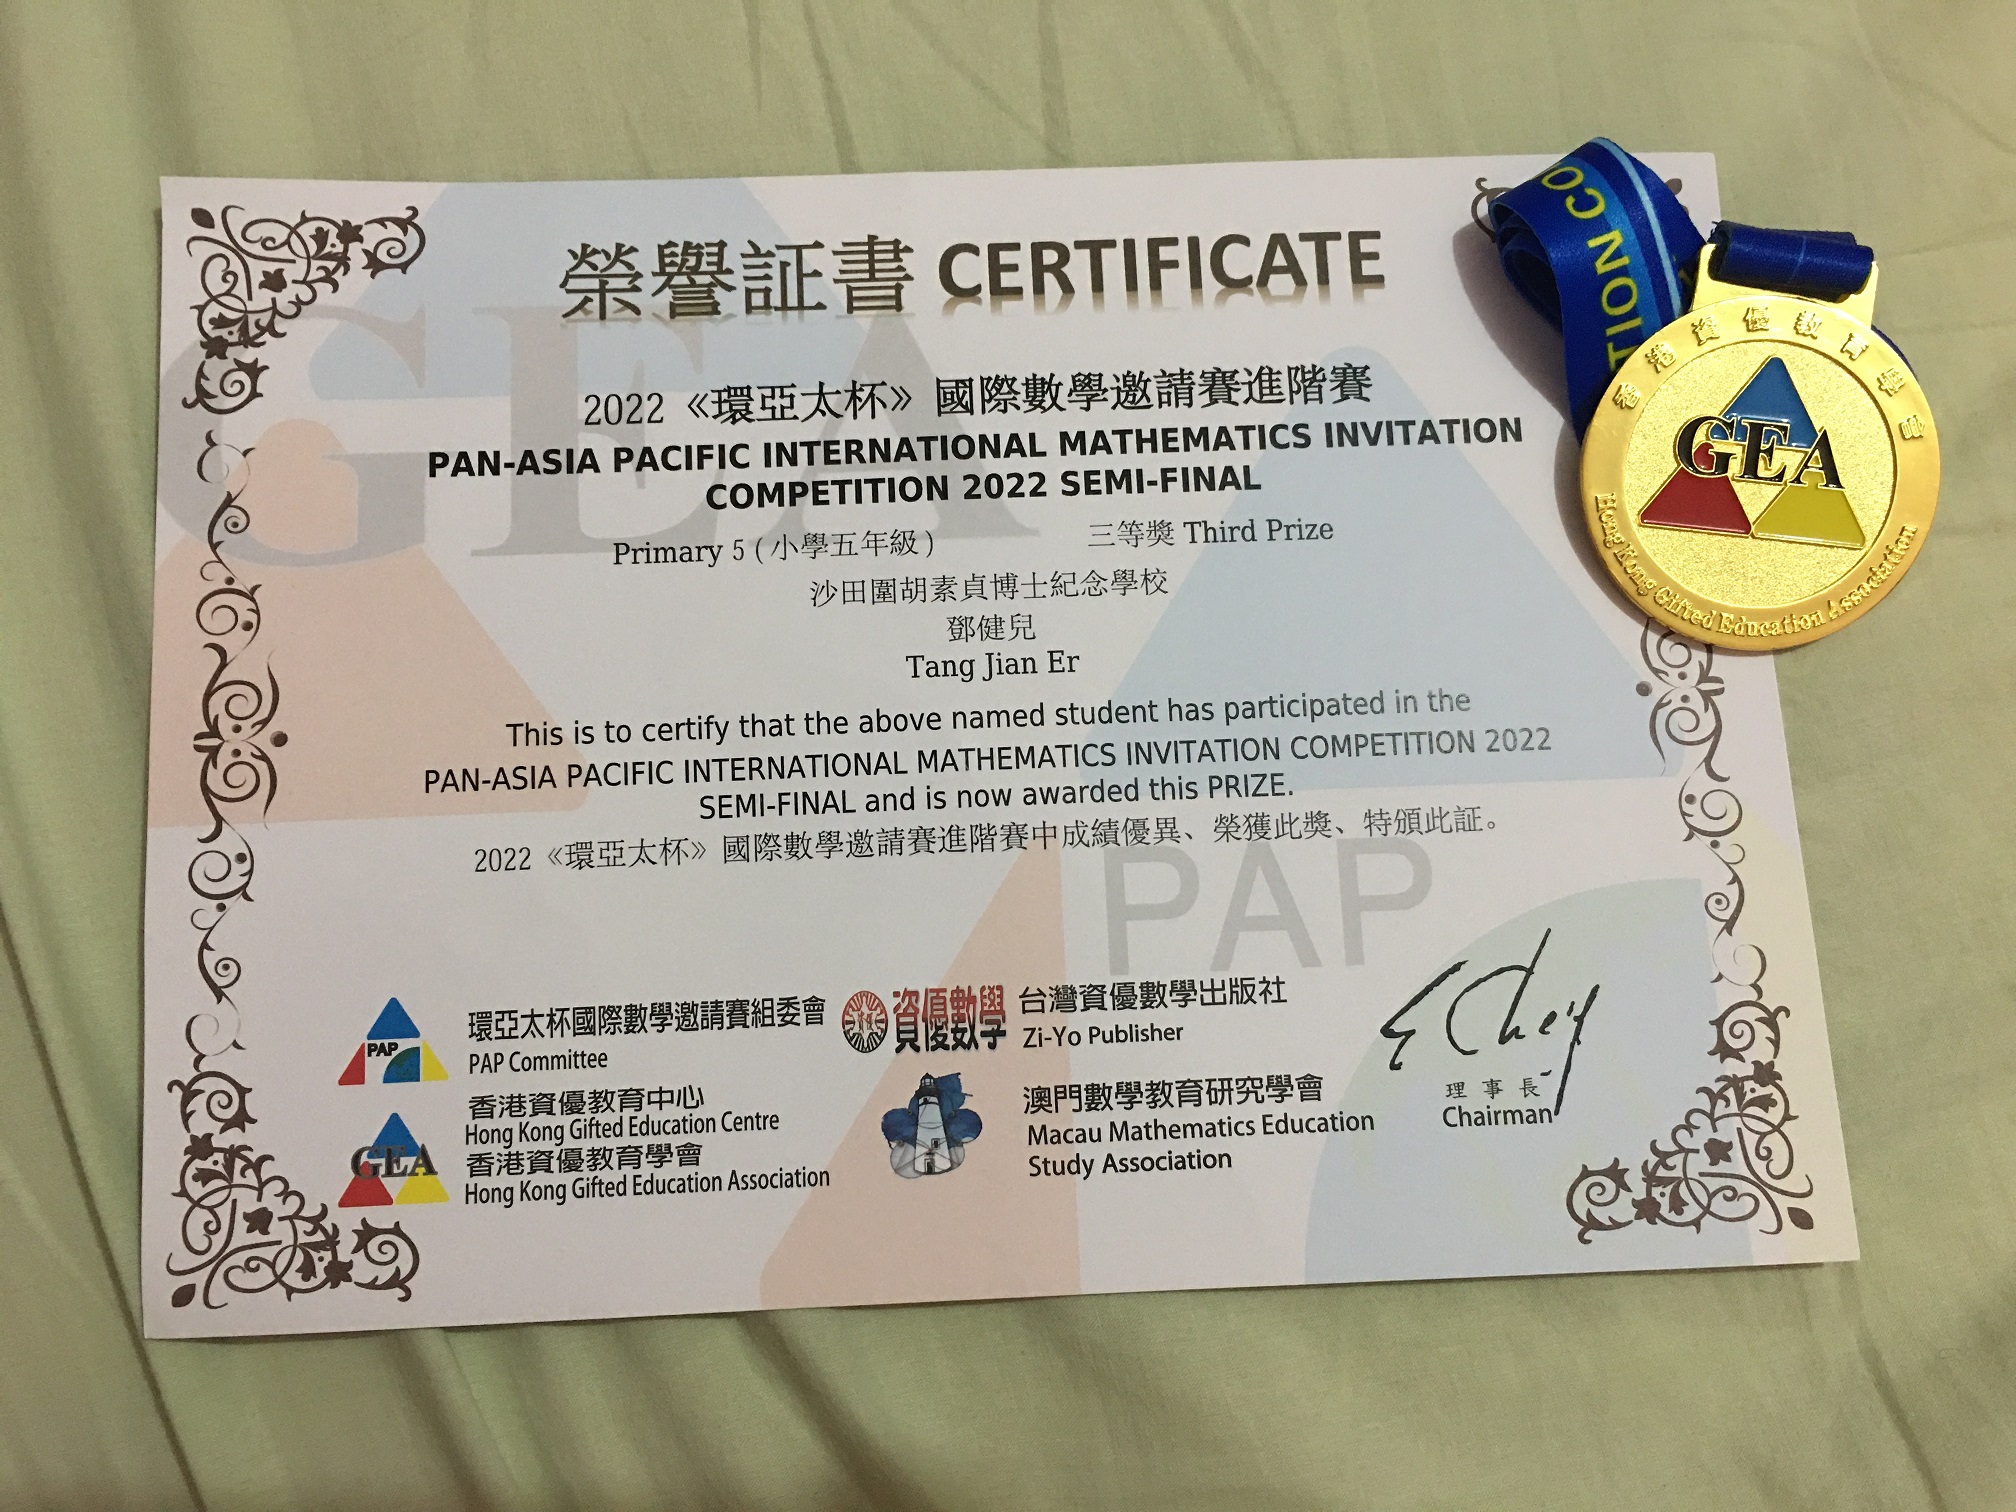 榮譽証書 CERTIFICATE
2022《環亞太杯》國際數學邀請賽進階賽
PAN-ASIA PACIFIC INTERNATIONAL MATHEMATICS INVITATION
COMPETITION 2022 SEMI-FINAL
Primary 5 (小學五年級) 三等獎 Third Prize
沙田圍胡素貞博士紀念學校
鄧健兒
Tang Jian Er
This is to certify that the above named student has participated in the
PAN-ASIA PACIFIC INTERNATIONAL MATHEMATICS INVITATION COMPETITION 2022
SEMI-FINAL and is now awarded this PRIZE.
2022《環亞太杯》國際數學邀請賽進階賽中成績優異、榮獲此獎、特頒此証。
GEA
PAP
PAP
環亞太杯國際數學邀請賽組委會
PAP Committee
GEA
香港資優教育中心
Hong Kong Gifted Education Centre
香港資優教育學會
Hong Kong Gifted Education Association
資優數學
台灣資優數學出版社
Zi-Yo Publisher
澳門數學教育研究學會
Macau Mathematics Education
Study Association
理事長
Chairman
TION CO
香港資優教育學會
GEA
Hong Kong Gifted Education Association